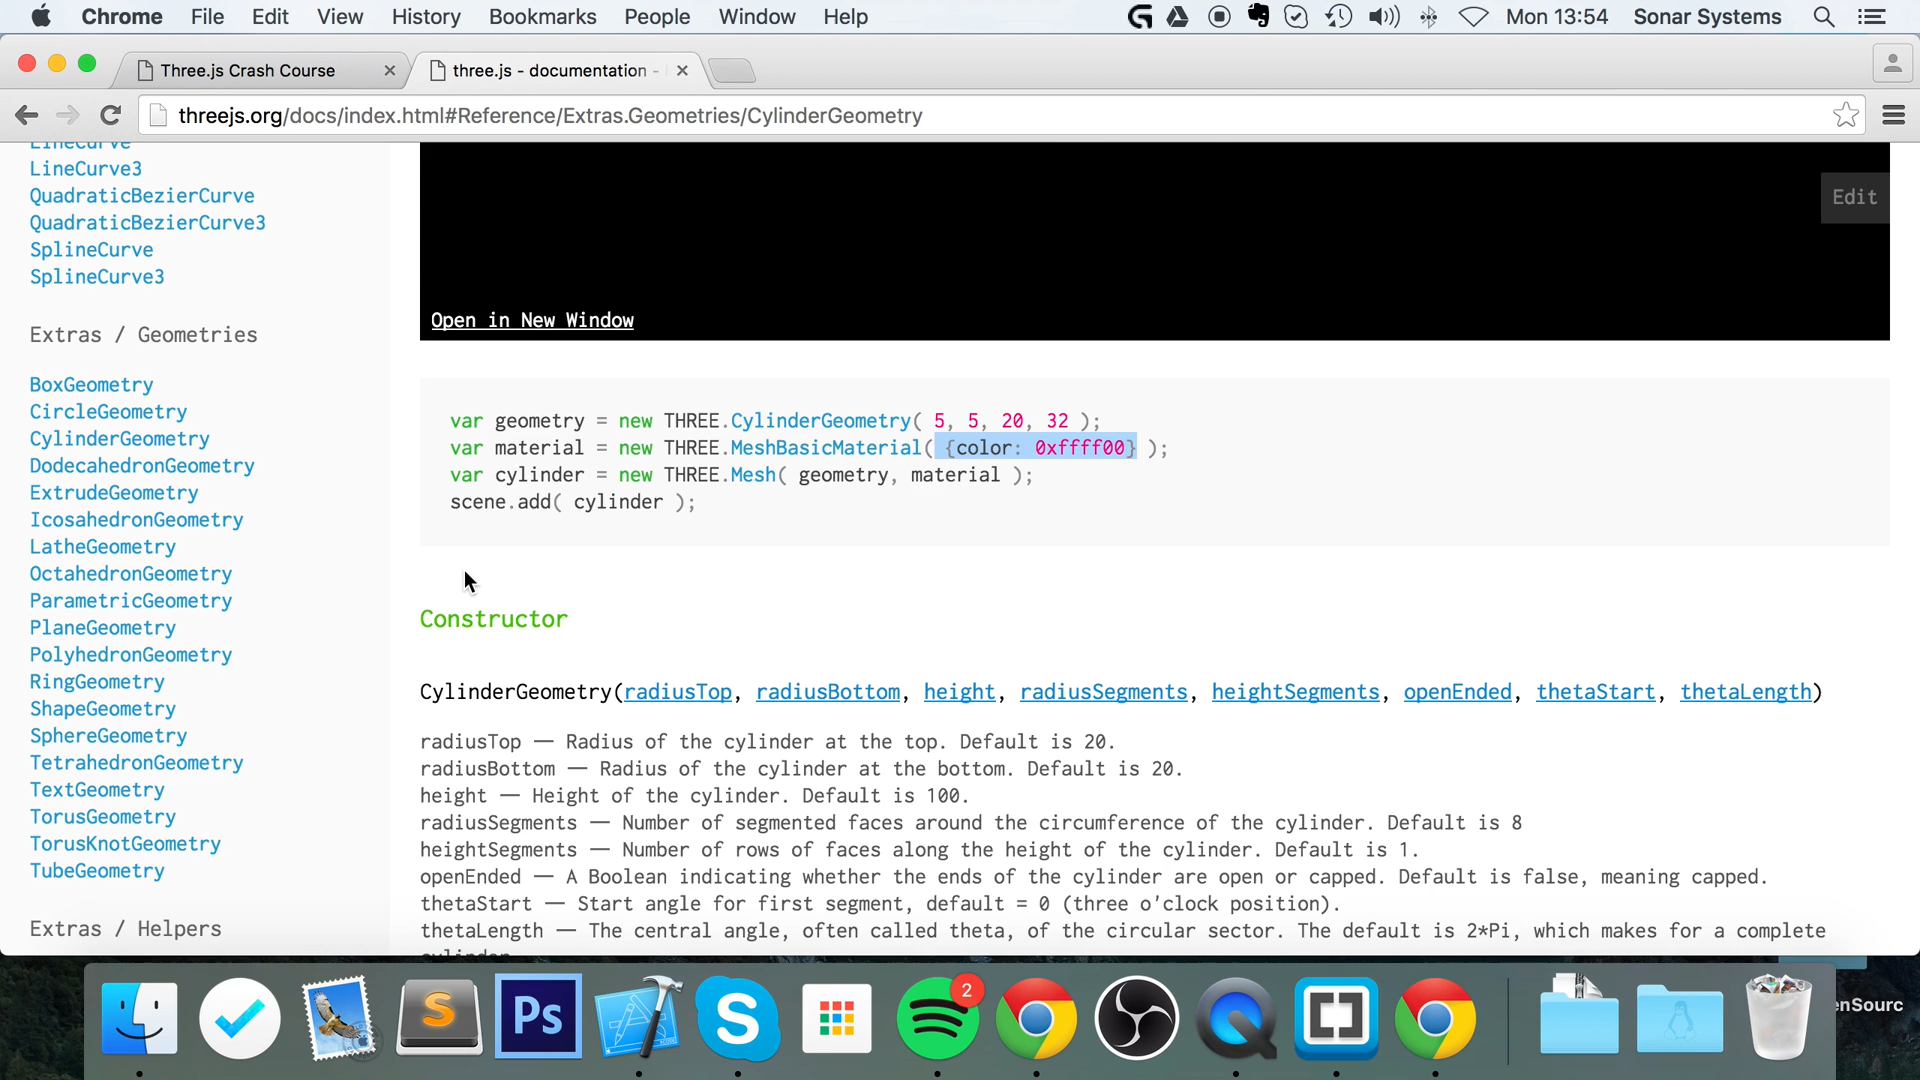 Chrome File Edit View History Bookmarks People Window Help Mon 13:54 Sonar Systems
Three.js Crash Course
three.js - documentation -
threejs.org/docs/index.html#Reference/Extras.Geometries/CylinderGeometry
LineCurve
LineCurve3
QuadraticBezierCurve
QuadraticBezierCurve3
SplineCurve
SplineCurve3
Extras / Geometries
BoxGeometry
CircleGeometry
CylinderGeometry
DodecahedronGeometry
ExtrudeGeometry
IcosahedronGeometry
LatheGeometry
OctahedronGeometry
ParametricGeometry
PlaneGeometry
PolyhedronGeometry
RingGeometry
ShapeGeometry
SphereGeometry
TetrahedronGeometry
TextGeometry
TorusGeometry
TorusKnotGeometry
TubeGeometry
Extras / Helpers
Edit
Open in New Window
var geometry = new THREE.CylinderGeometry( 5, 5, 20, 32 );
var material = new THREE.MeshBasicMaterial( {color: 0xffff00} );
var cylinder = new THREE.Mesh( geometry, material );
scene.add( cylinder );
Constructor
CylinderGeometry(radiusTop, radiusBottom, height, radiusSegments, heightSegments, openEnded, thetaStart, thetaLength)
radiusTop — Radius of the cylinder at the top. Default is 20.
radiusBottom — Radius of the cylinder at the bottom. Default is 20.
height — Height of the cylinder. Default is 100.
radiusSegments — Number of segmented faces around the circumference of the cylinder. Default is 8
heightSegments — Number of rows of faces along the height of the cylinder. Default is 1.
openEnded — A Boolean indicating whether the ends of the cylinder are open or capped. Default is false, meaning capped.
thetaStart — Start angle for first segment, default = 0 (three o'clock position).
thetaLength — The central angle, often called theta, of the circular sector. The default is 2*Pi, which makes for a complete
S
Ps
S
2
enSourc